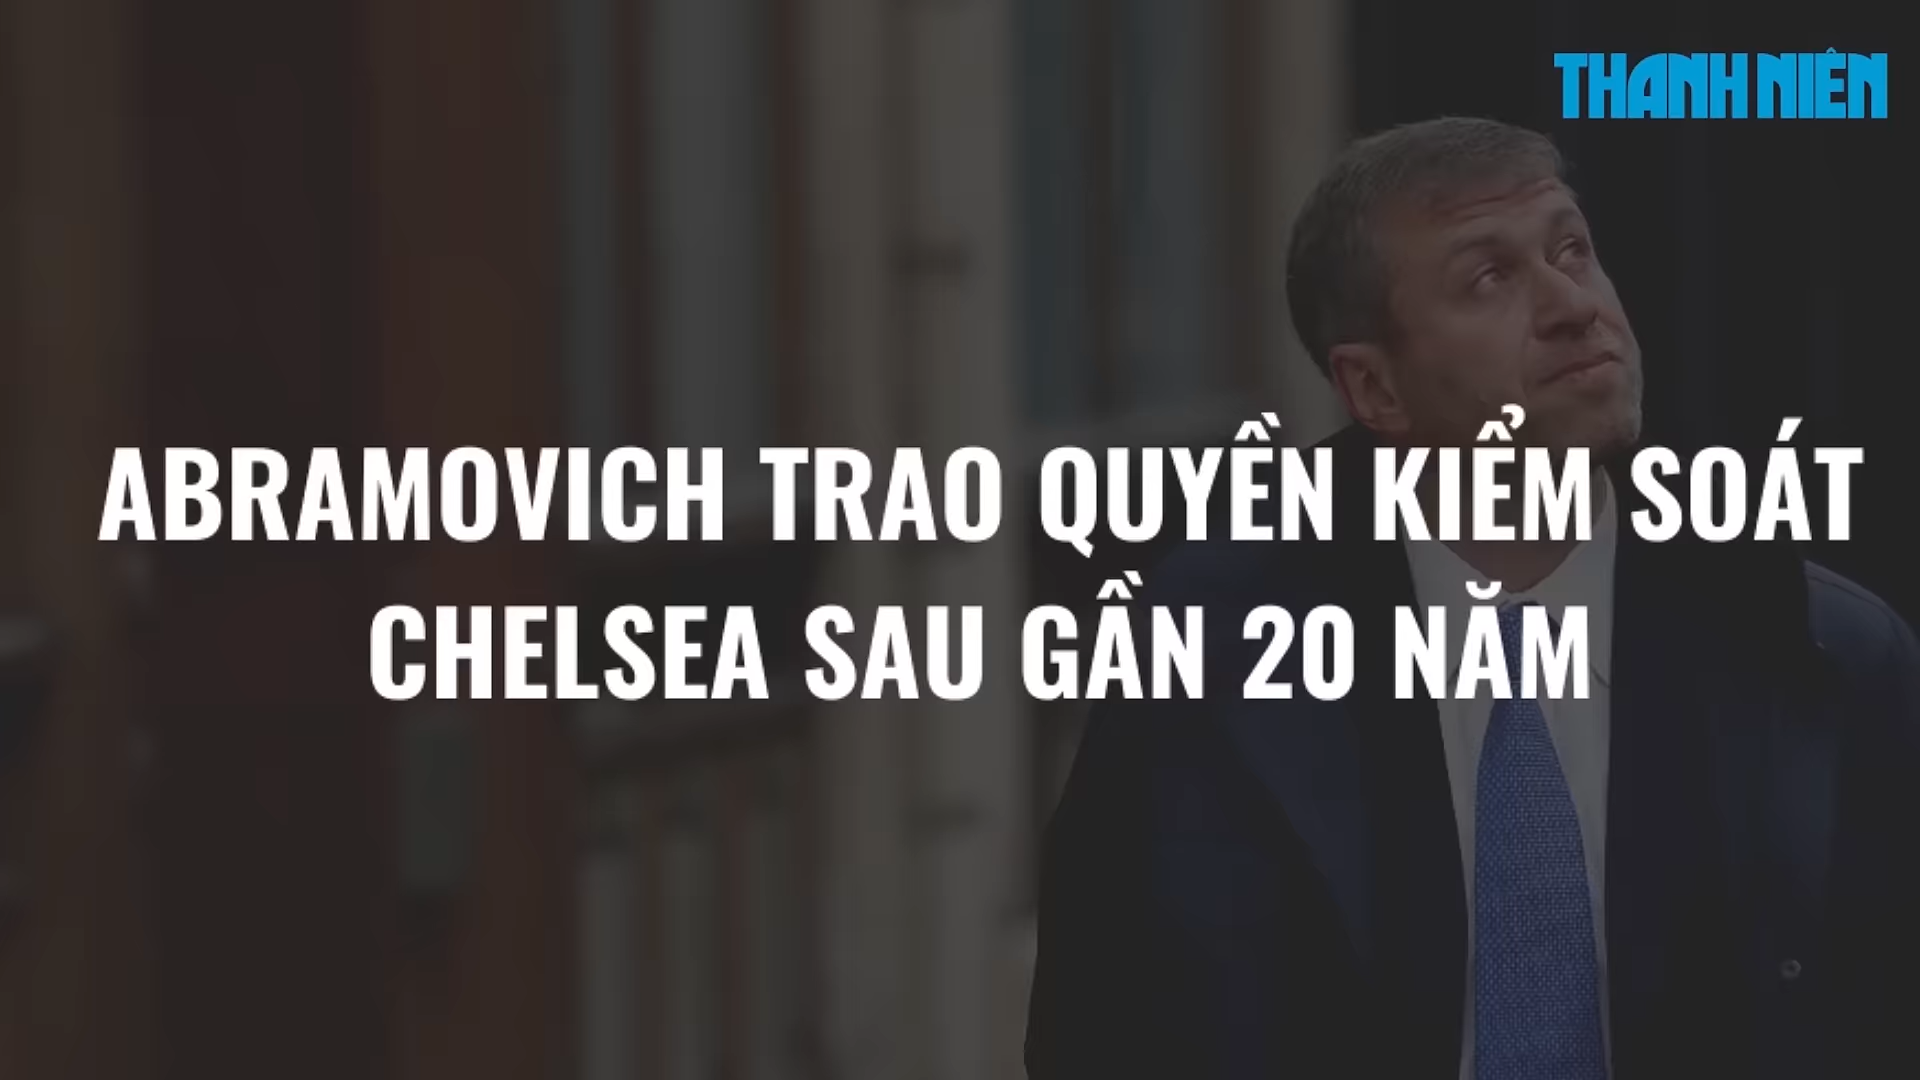 THANH NIÊN
ABRAMOVICH TRAO QUYỀN KIỂM SOÁT
CHELSEA SAU GẦN 20 NĂM